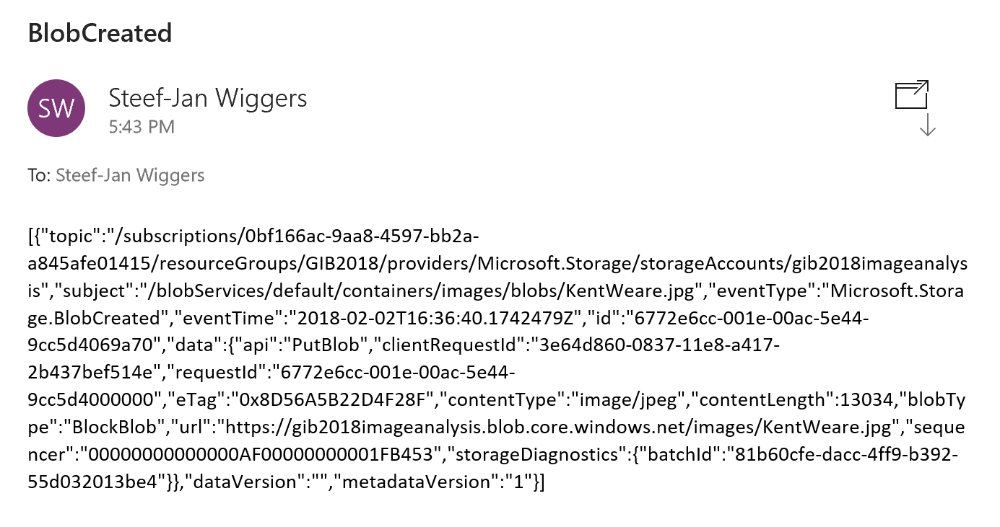 BlobCreated
SW
Steef-Jan Wiggers
5:43 PM
To: Steef-Jan Wiggers
[{"topic":"/subscriptions/0bf166ac-9aa8-4597-bb2a-
a845afe01415/resourceGroups/GIB2018/providers/Microsoft.Storage/storageAccounts/gib2018imageanalys
is","subject":"/blobServices/default/containers/images/blobs/KentWeare.jpg","eventType":"Microsoft.Stora
ge.BlobCreated","eventTime":"2018-02-02T16:36:40.1742479Z","id":"6772e6cc-001e-00ac-5e44-
9cc5d4069a70","data":{"api":"PutBlob","clientRequestId":"3e64d860-0837-11e8-a417-
2b437bef514e","requestId":"6772e6cc-001e-00ac-5e44-
9cc5d4000000","eTag":"0x8D56A5B22D4F28F","contentType":"image/jpeg","contentLength":13034,"blobTy
pe":"BlockBlob","url":"https://gib2018imageanalysis.blob.core.windows.net/images/KentWeare.jpg","seque
ncer":"00000000000000AF00000000001FB453","storageDiagnostics":{"batchId":"81b60cfe-dacc-4ff9-b392-
55d032013be4"}},"dataVersion":"","metadataVersion":"1"}]